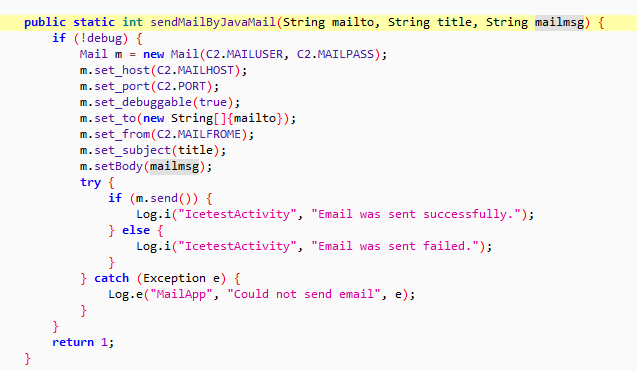 public static int sendMailByJavaMail(String mailto, String title, String mailmsg) {
    if (!debug) {
        Mail m = new Mail(C2.MAILUSER, C2.MAILPASS);
        m.set_host(C2.MAILHOST);
        m.set_port(C2.PORT);
        m.set_debuggable(true);
        m.set_to(new String[]{mailto});
        m.set_from(C2.MAILFROME);
        m.set_subject(title);
        m.setBody(mailmsg);
        try {
            if (m.send()) {
                Log.i("IcetestActivity", "Email was sent successfully.");
            } else {
                Log.i("IcetestActivity", "Email was sent failed.");
            }
        } catch (Exception e) {
            Log.e("MailApp", "Could not send email", e);
        }
    }
    return 1;
}